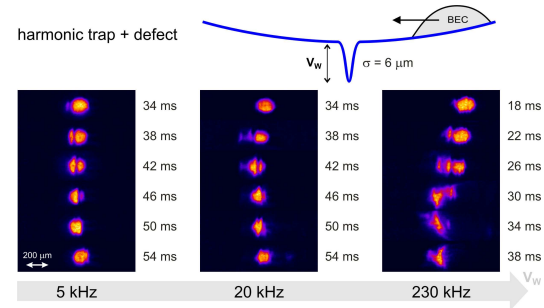 BEC
harmonic trap + defect
V_W
σ = 6 μm
34 ms
34 ms
18 ms
38 ms
38 ms
22 ms
42 ms
42 ms
26 ms
46 ms
46 ms
30 ms
50 ms
50 ms
34 ms
200 μm
54 ms
54 ms
38 ms
V_W
5 kHz
20 kHz
230 kHz